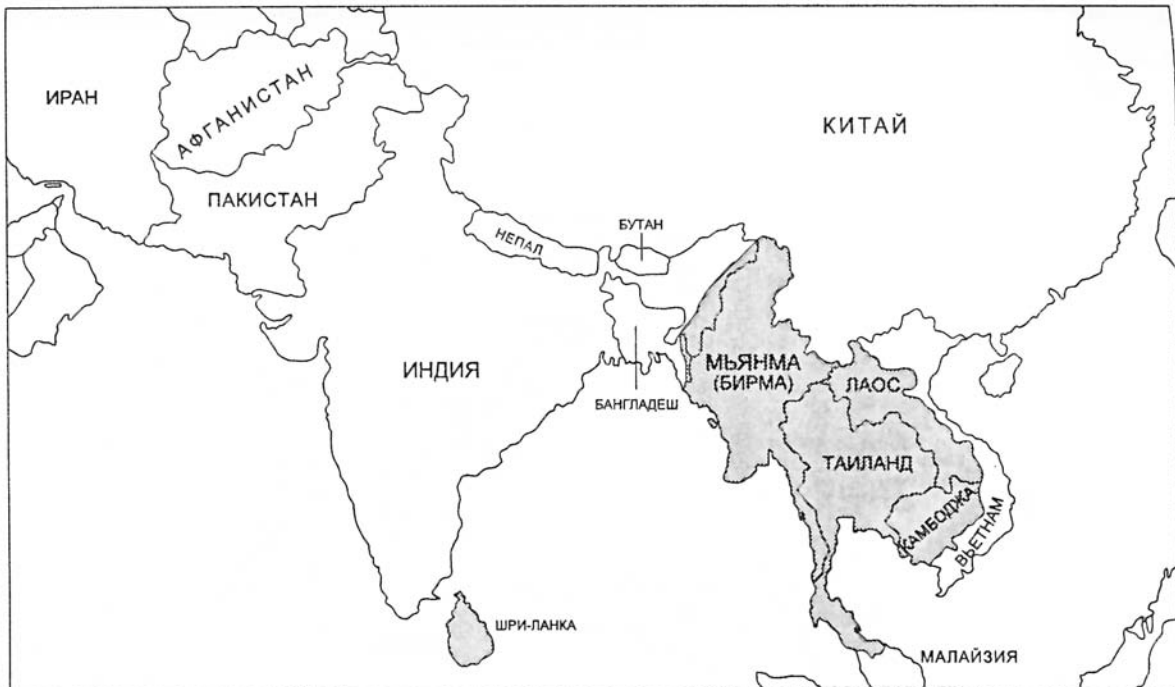 ИРАН
АФГАНИСТАН
КИТАЙ
ПАКИСТАН
НЕПАЛ
БУТАН
ИНДИЯ
БАНГЛАДЕШ
МЬЯНМА
(БИРМА)
ЛАОС
ТАИЛАНД
КАМБОДЖА
ВЬЕТНАМ
ШРИ-ЛАНКА
МАЛАЙЗИЯ